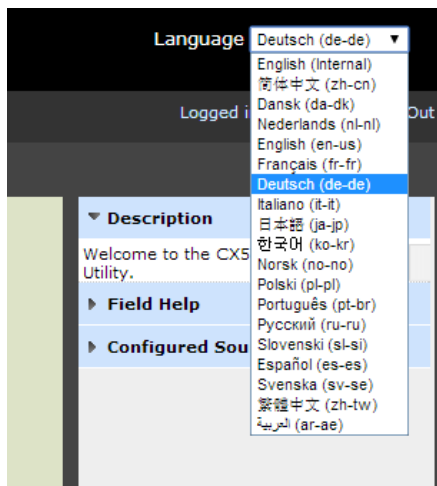 Language Deutsch (de-de)
English (Internal)
简体中文 (zh-cn)
Dansk (da-dk)
Nederlands (nl-nl)
English (en-us)
Français (fr-fr)
Deutsch (de-de)
Italiano (it-it)
日本語 (ja-jp)
한국어 (ko-kr)
Norsk (no-no)
Polski (pl-pl)
Português (pt-br)
Русский (ru-ru)
Slovenski (sl-si)
Español (es-es)
Svenska (sv-se)
繁體中文 (zh-tw)
العربية (ar-ae)
Logged i
Out
Description
Welcome to the CX5
Utility.
Field Help
Configured Sou